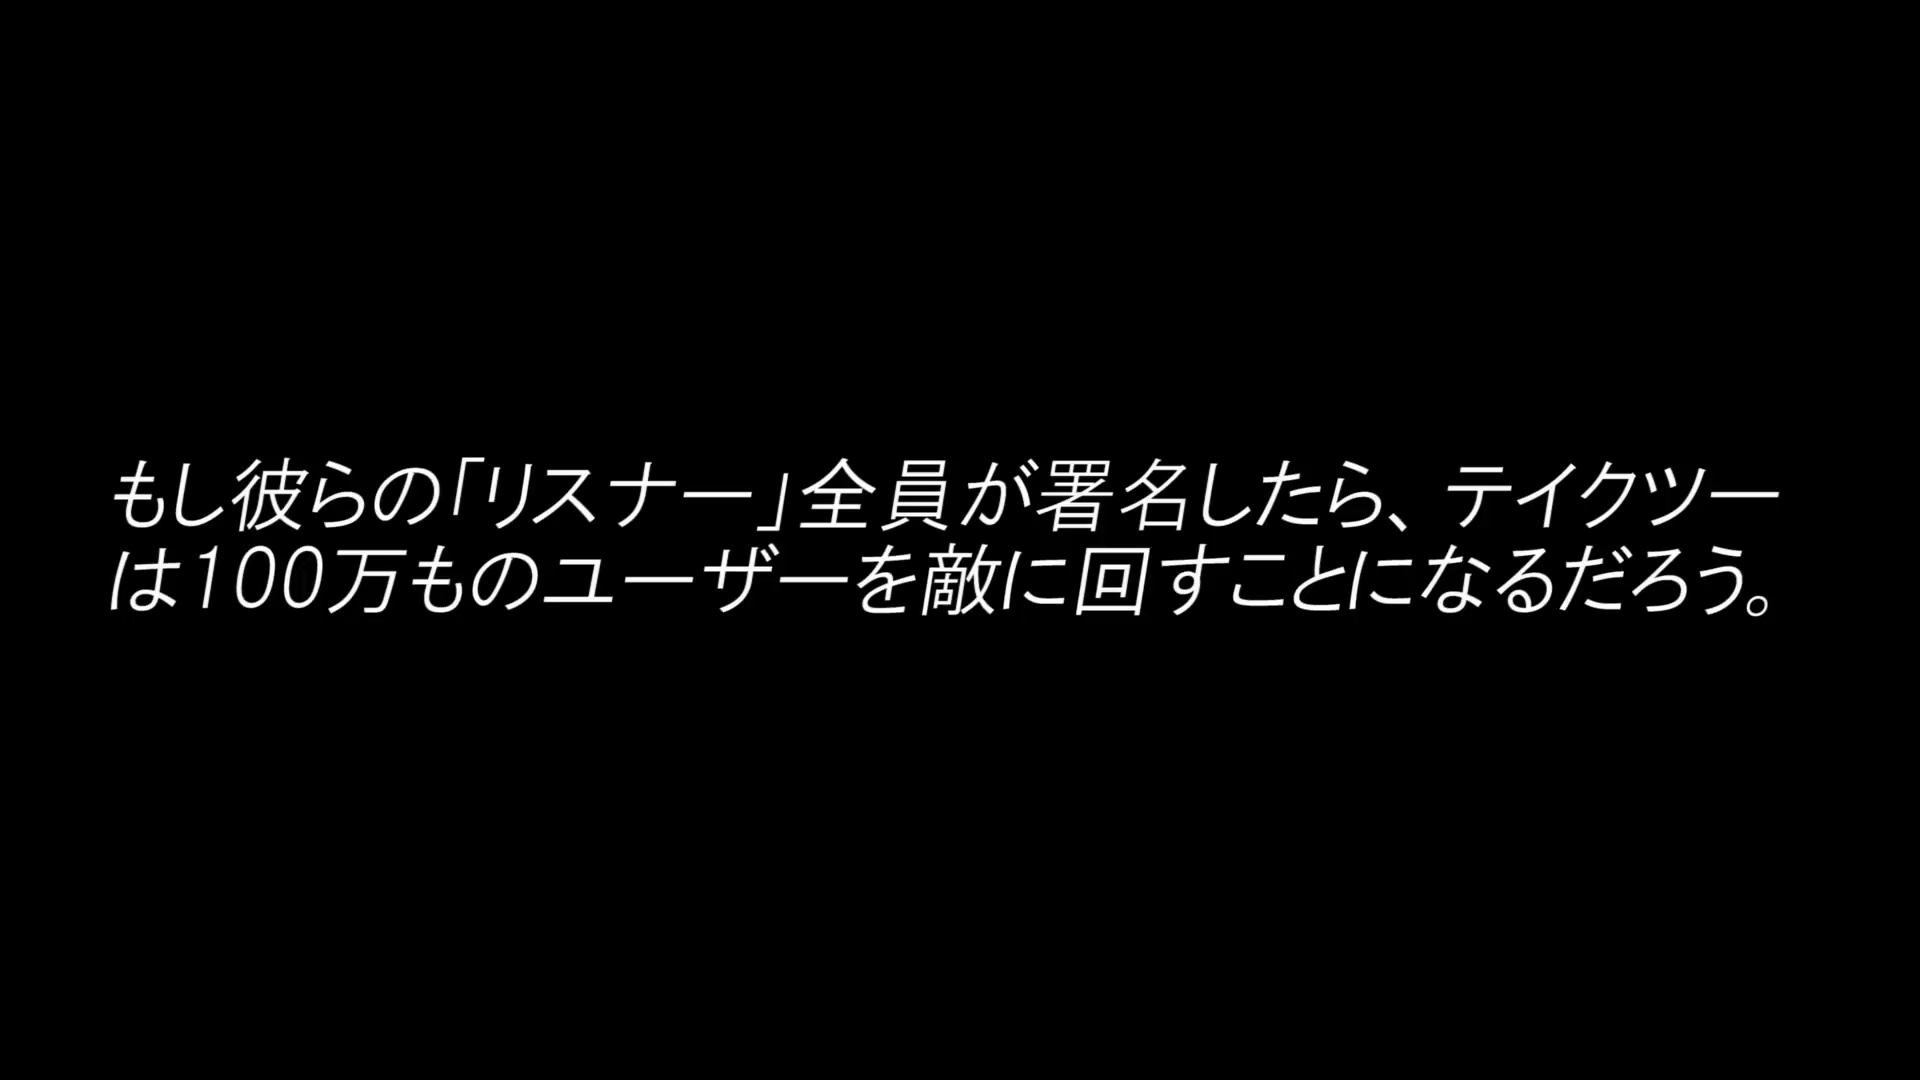 もし彼らの「リスナー」全員が署名したら、テイクツー
は100万ものユーザーを敵に回すことになるだろう。